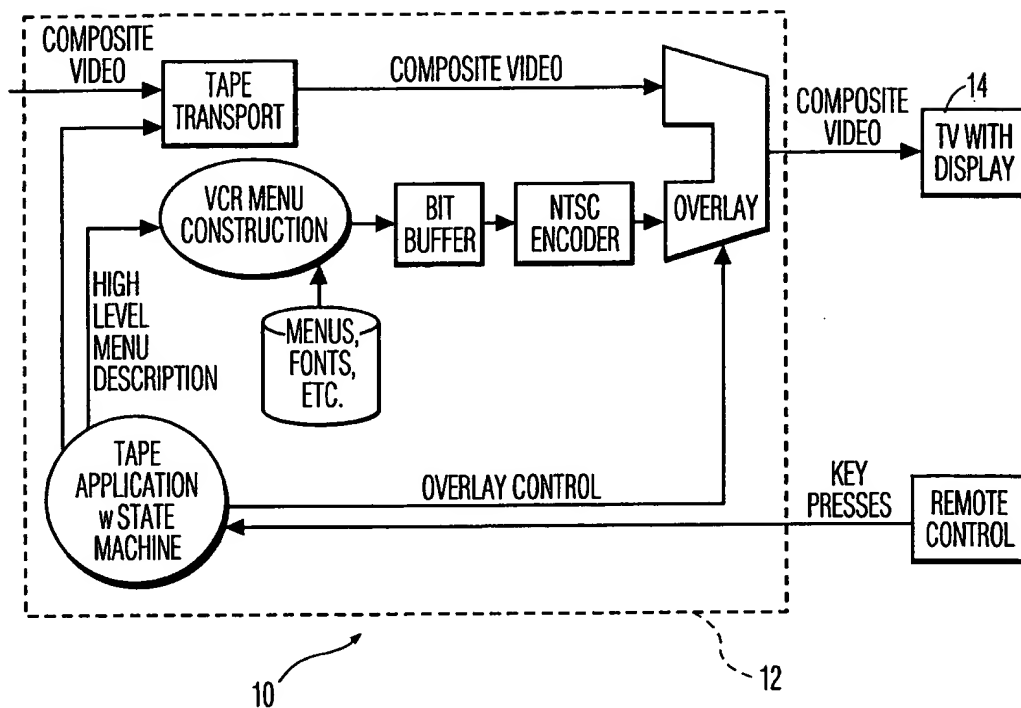 COMPOSITE
VIDEO
TAPE
TRANSPORT
COMPOSITE VIDEO
COMPOSITE
VIDEO
14
TV WITH
DISPLAY
VCR MENU
CONSTRUCTION
BIT
BUFFER
NTSC
ENCODER
OVERLAY
HIGH
LEVEL
MENU
DESCRIPTION
MENUS,
FONTS,
ETC.
TAPE
APPLICATION
w STATE
MACHINE
OVERLAY CONTROL
KEY
PRESSES
REMOTE
CONTROL
10
12